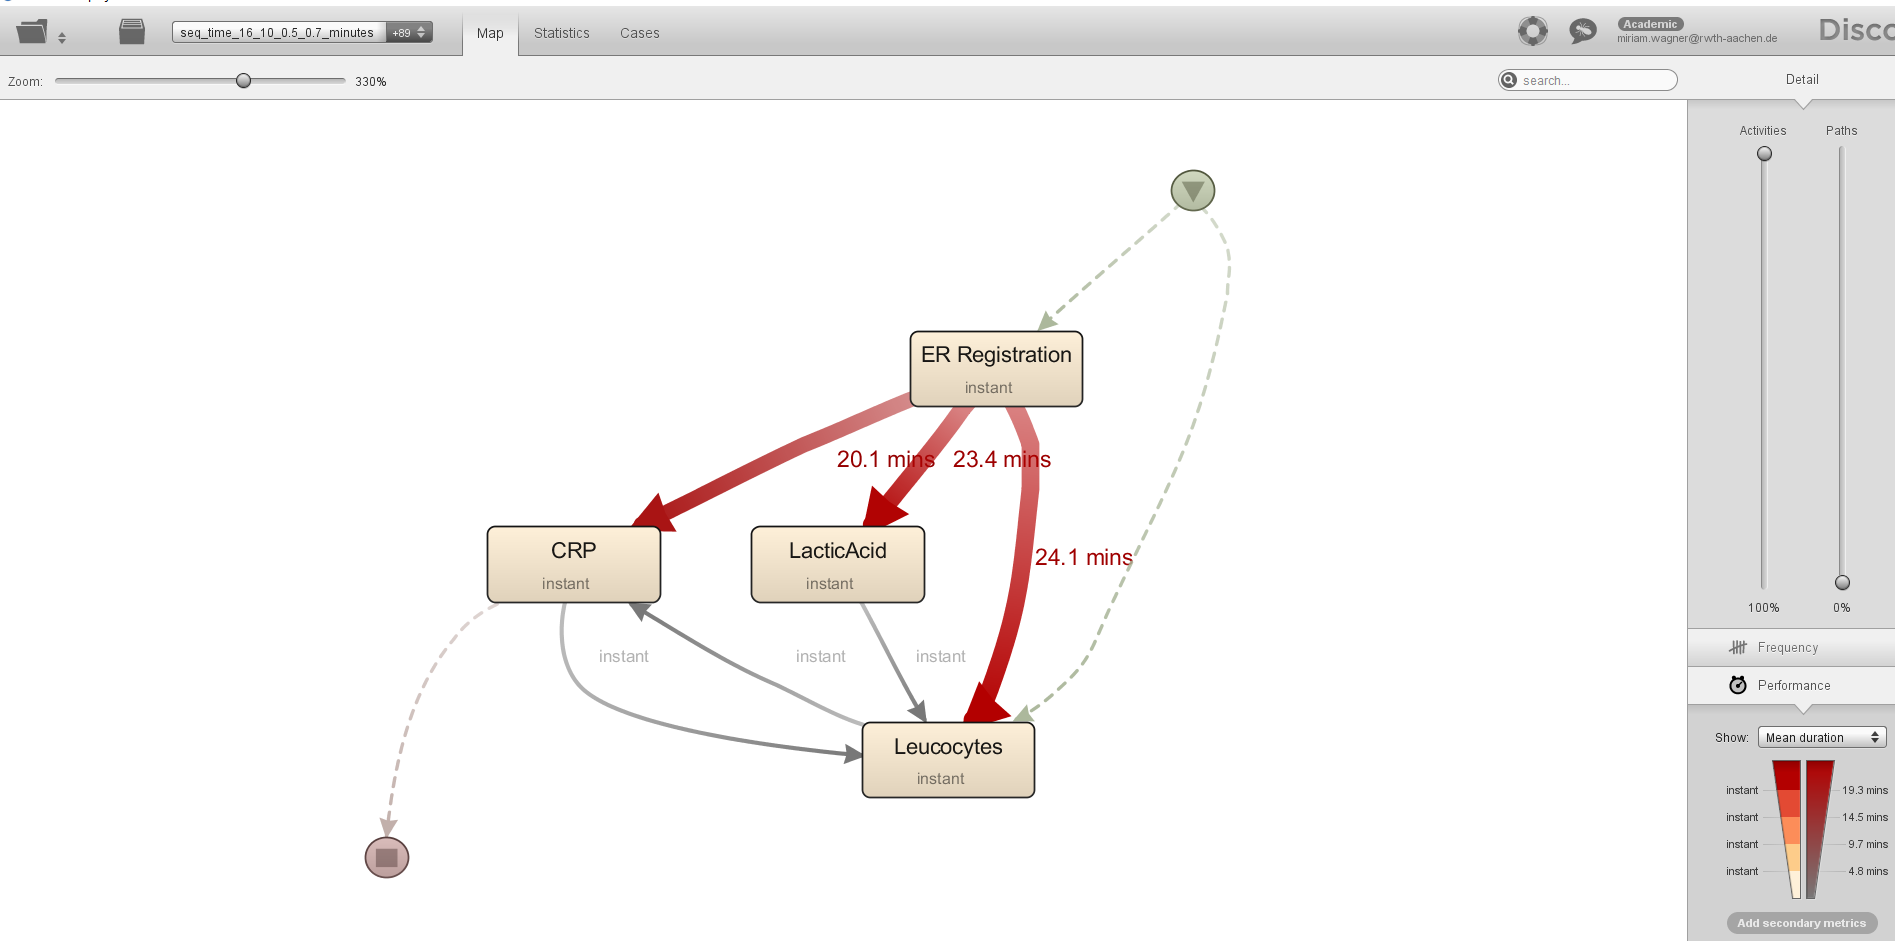 seq_time_16_10_0.5_0.7_minutes
+89
Map
Statistics
Cases
Academic
miriam.wagner@rwth-aachen.de
Disco
Zoom:
330%
search...
Detail
Activities
Paths
ER Registration
instant
20.1 mins
23.4 mins
CRP
instant
LacticAcid
instant
24.1 mins
100%
0%
instant
instant
instant
Frequency
Performance
Leucocytes
instant
Show:
Mean duration
instant
19.3 mins
instant
14.5 mins
instant
9.7 mins
instant
4.8 mins
Add secondary metrics